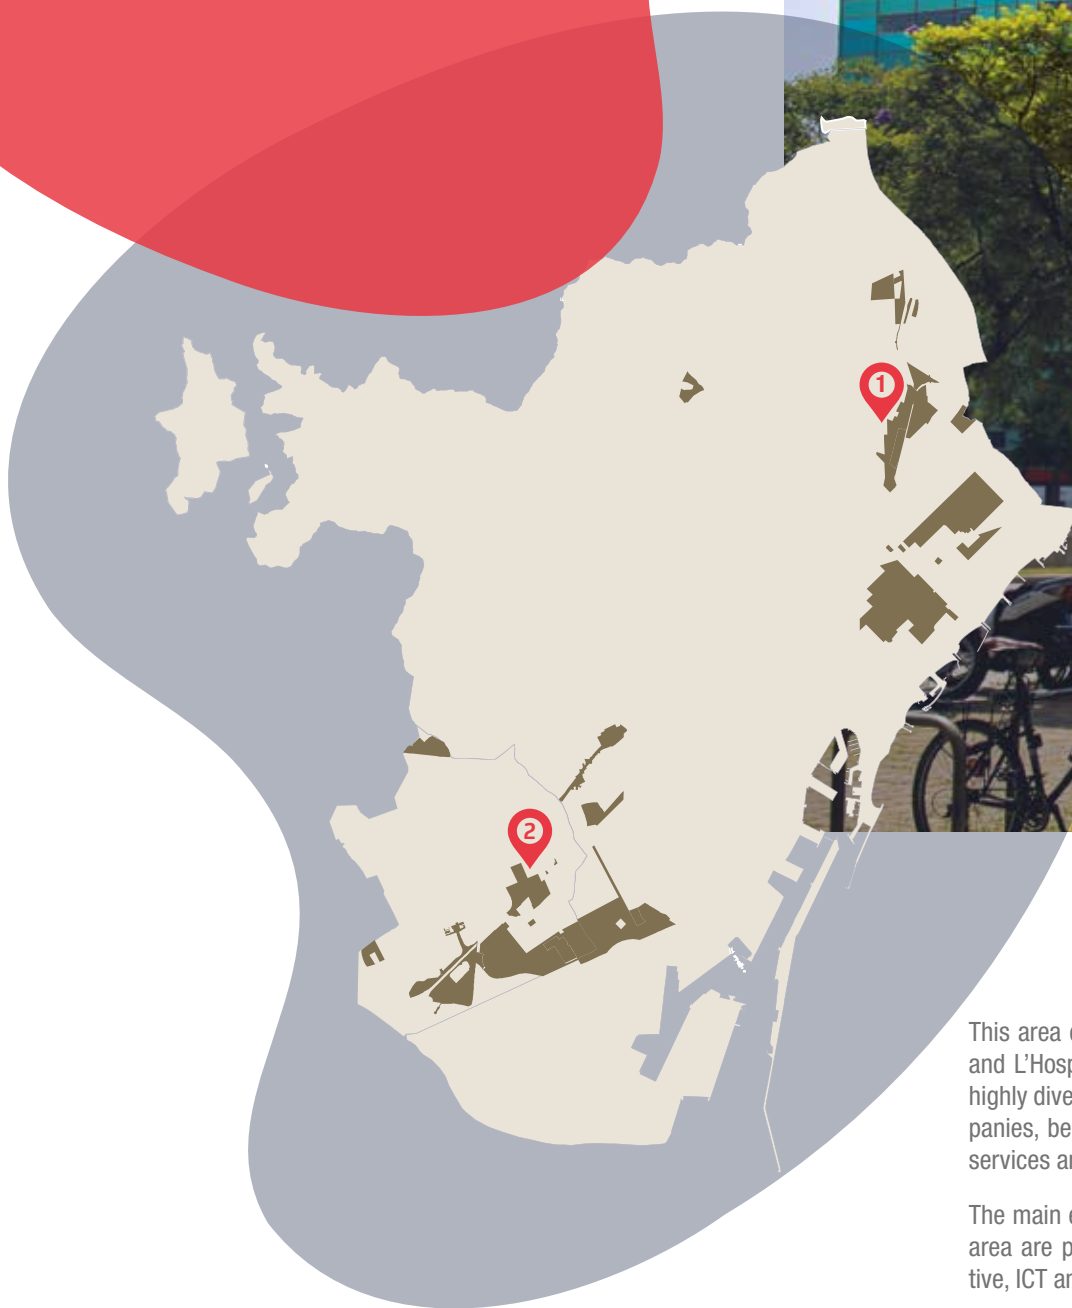 1
2
This area
and L'Hosp
highly dive
panies, be
services a
The main e
area are p
tive, ICT a